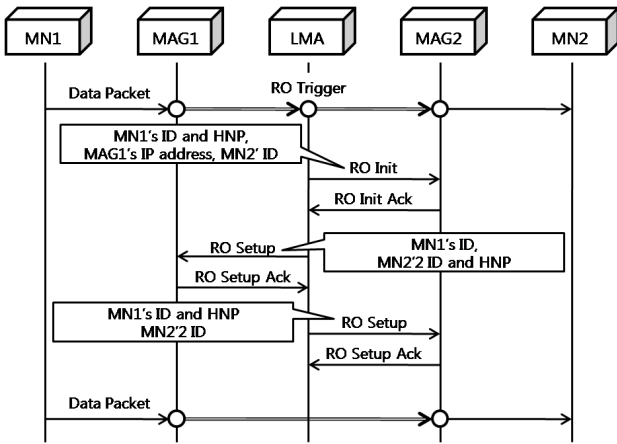 MN1
MAG1
LMA
MAG2
MN2
Data Packet
RO Trigger
MN1's ID and HNP,
MAG1's IP address, MN2' ID
RO Init
RO Init Ack
RO Setup
MN1's ID,
MN2'2 ID and HNP
RO Setup Ack
MN1's ID and HNP
MN2'2 ID
RO Setup
RO Setup Ack
Data Packet